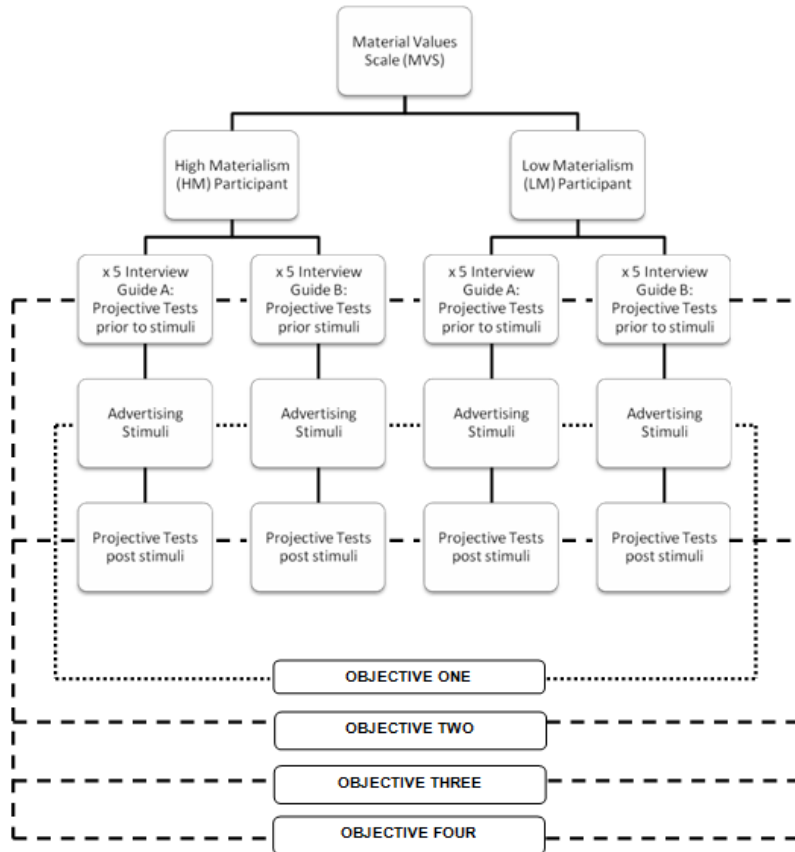 Material Values
Scale (MVS)
High Materialism
(HM) Participant
Low Materialism
(LM) Participant
x 5 Interview
Guide A:
Projective Tests
prior to stimuli
x 5 Interview
Guide B:
Projective Tests
prior stimuli
x 5 Interview
Guide A:
Projective Tests
prior to stimuli
x 5 Interview
Guide B:
Projective Tests
prior to stimuli
Advertising
Stimuli
Advertising
Stimuli
Advertising
Stimuli
Advertising
Stimuli
Projective Tests
post stimuli
Projective Tests
post stimuli
Projective Tests
post stimuli
Projective Tests
post stimuli
OBJECTIVE ONE
OBJECTIVE TWO
OBJECTIVE THREE
OBJECTIVE FOUR